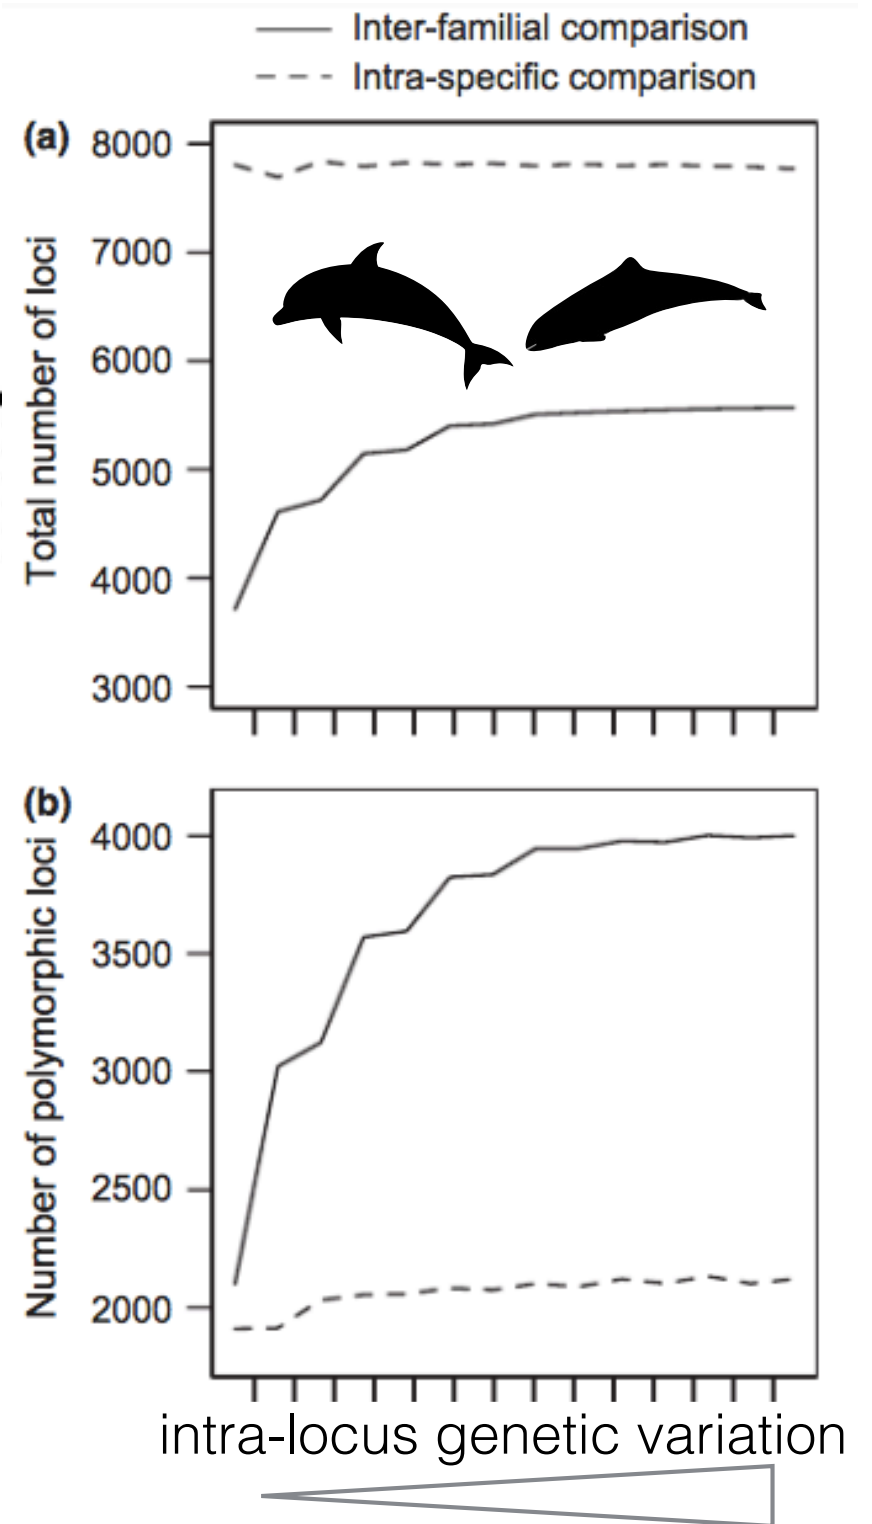 Inter-familial comparison
Intra-specific comparison
(a)
Total number of loci
8000
7000
6000
5000
4000
3000
(b)
Number of polymorphic loci
4000
3500
3000
2500
2000
intra-locus genetic variation